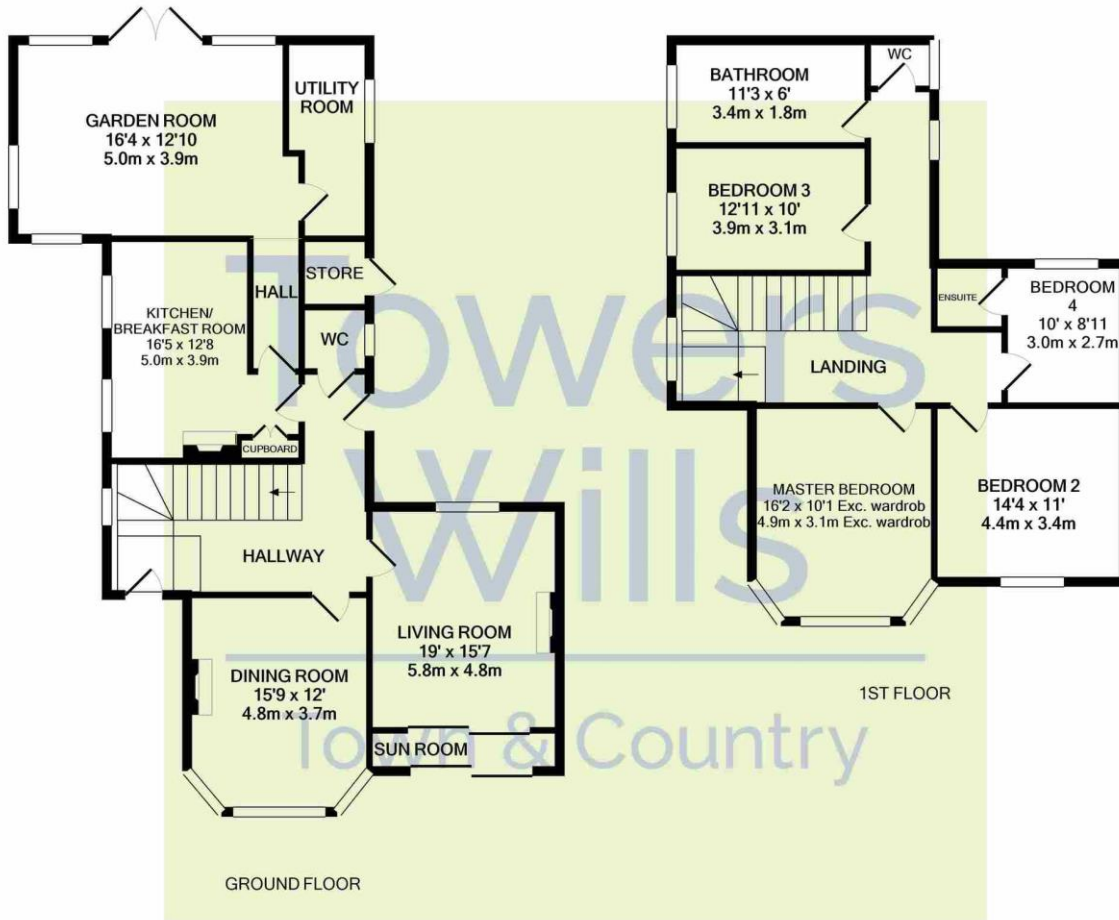 GARDEN ROOM
16'4 x 12'10
5.0m x 3.9m
UTILITY
ROOM
KITCHEN/
BREAKFAST ROOM
16'5 x 12'8
5.0m x 3.9m
HALL
STORE
WC
CUPBOARD
HALLWAY
LIVING ROOM
19' x 15'7
5.8m x 4.8m
DINING ROOM
15'9 x 12'
4.8m x 3.7m
SUN ROOM
GROUND FLOOR
WC
BATHROOM
11'3 x 6'
3.4m x 1.8m
BEDROOM 3
12'11 x 10'
3.9m x 3.1m
ENSUITE
BEDROOM
4
10' x 8'11
3.0m x 2.7m
LANDING
MASTER BEDROOM
16'2 x 10'1 Exc. wardrob
4.9m x 3.1m Exc. wardrob
BEDROOM 2
14'4 x 11'
4.4m x 3.4m
1ST FLOOR
Towers
Wills
Town & Country